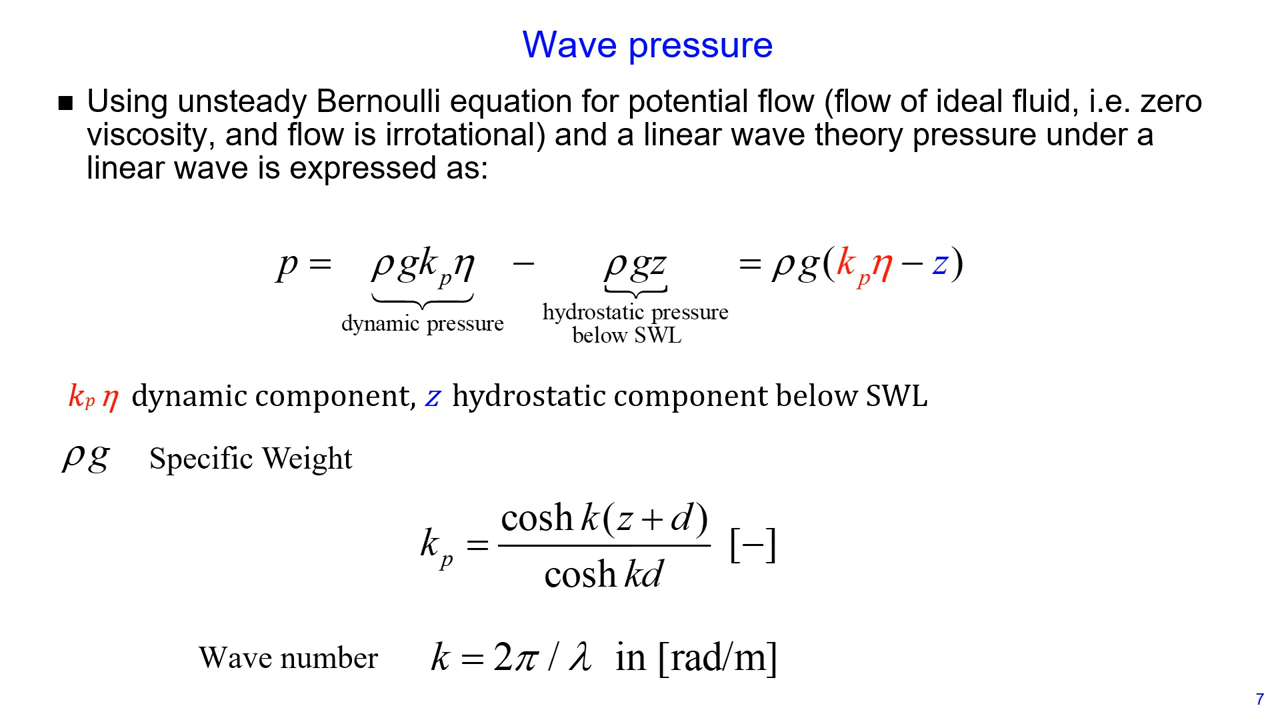 Wave pressure
■ Using unsteady Bernoulli equation for potential flow (flow of ideal fluid, i.e. zero
viscosity, and flow is irrotational) and a linear wave theory pressure under a
linear wave is expressed as:
p = ρgk_pη − ρgz = ρg(k_pη − z)
dynamic pressure
hydrostatic pressure
below SWL
k_p η dynamic component, z hydrostatic component below SWL
ρg Specific Weight
k_p = cosh k(z + d) / cosh kd [−]
Wave number k = 2π / λ in [rad/m]
7